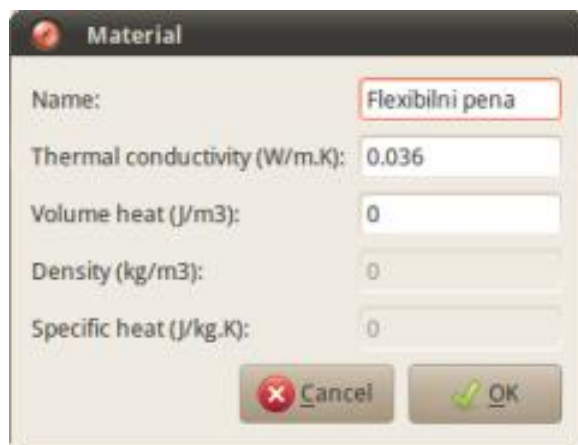 Material
Name: Flexibilni pena
Thermal conductivity (W/m.K): 0.036
Volume heat (J/m3): 0
Density (kg/m3): 0
Specific heat (J/kg.K): 0
Cancel OK